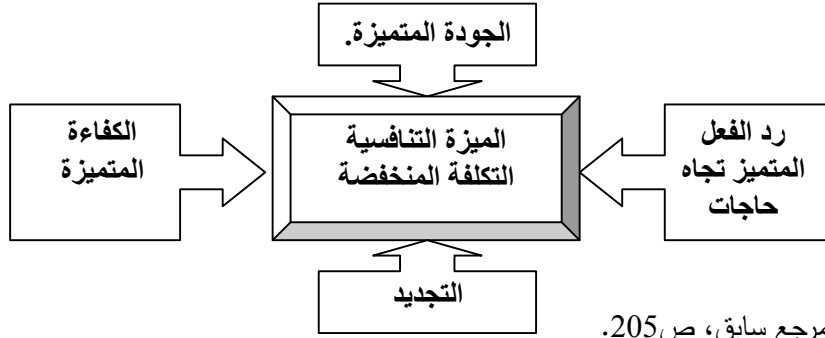 الجودة المتميزة.
الكفاءة
المتميزة
الميزة التنافسية
التكلفة المنخفضة
رد الفعل
المتميز تجاه
حاجات
التجديد
مرجع سابق، ص205.